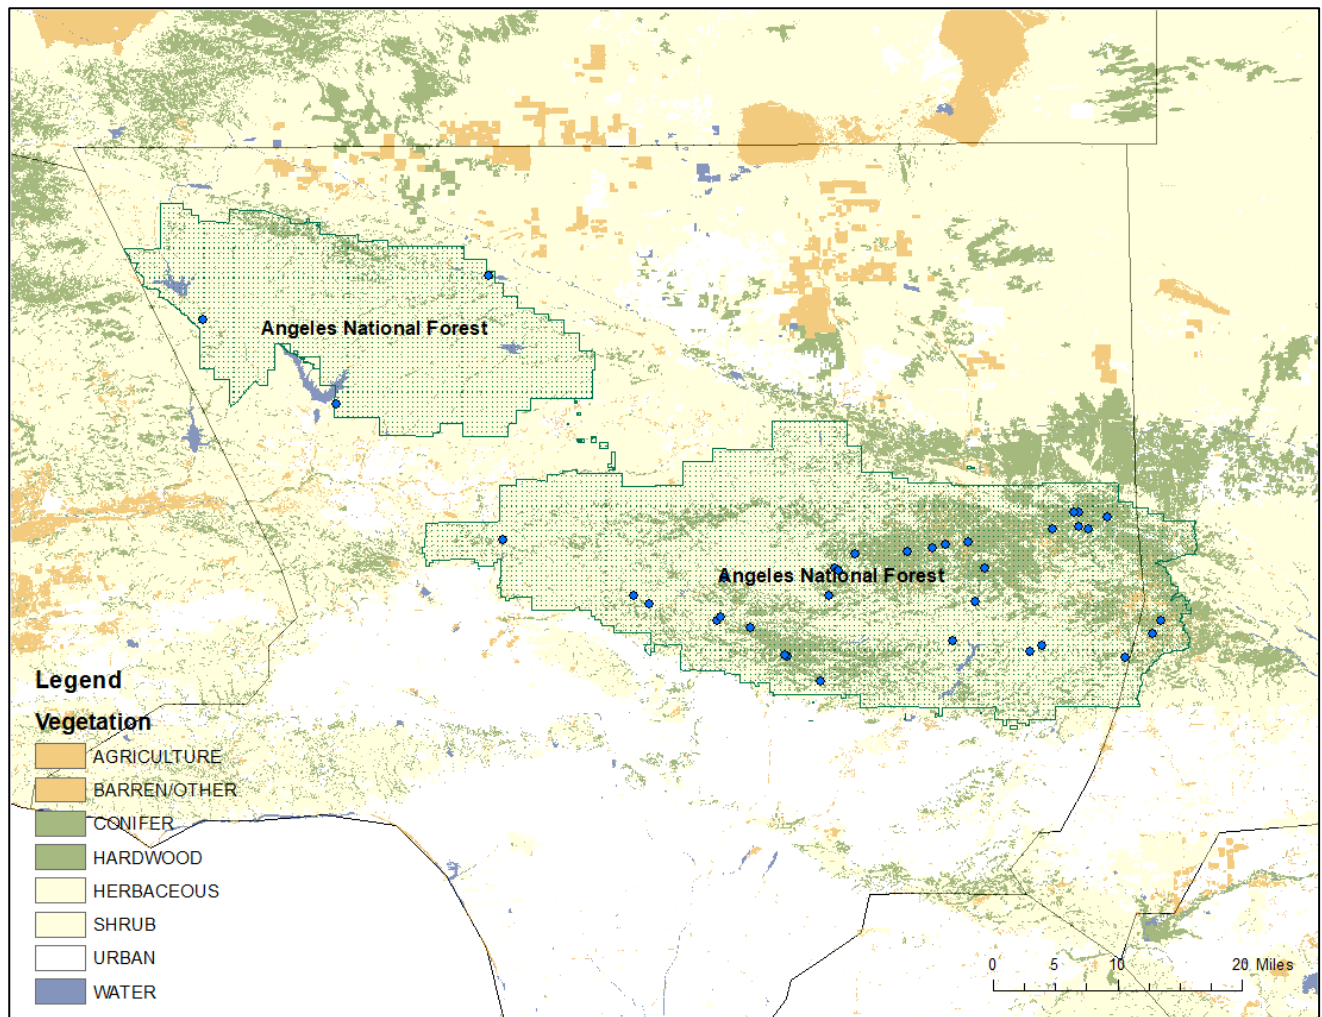 Angeles National Forest
Angeles National Forest
Legend
Vegetation
AGRICULTURE
BARREN/OTHER
CONIFER
HARDWOOD
HERBACEOUS
SHRUB
URBAN
WATER
0 5 10 20 Miles